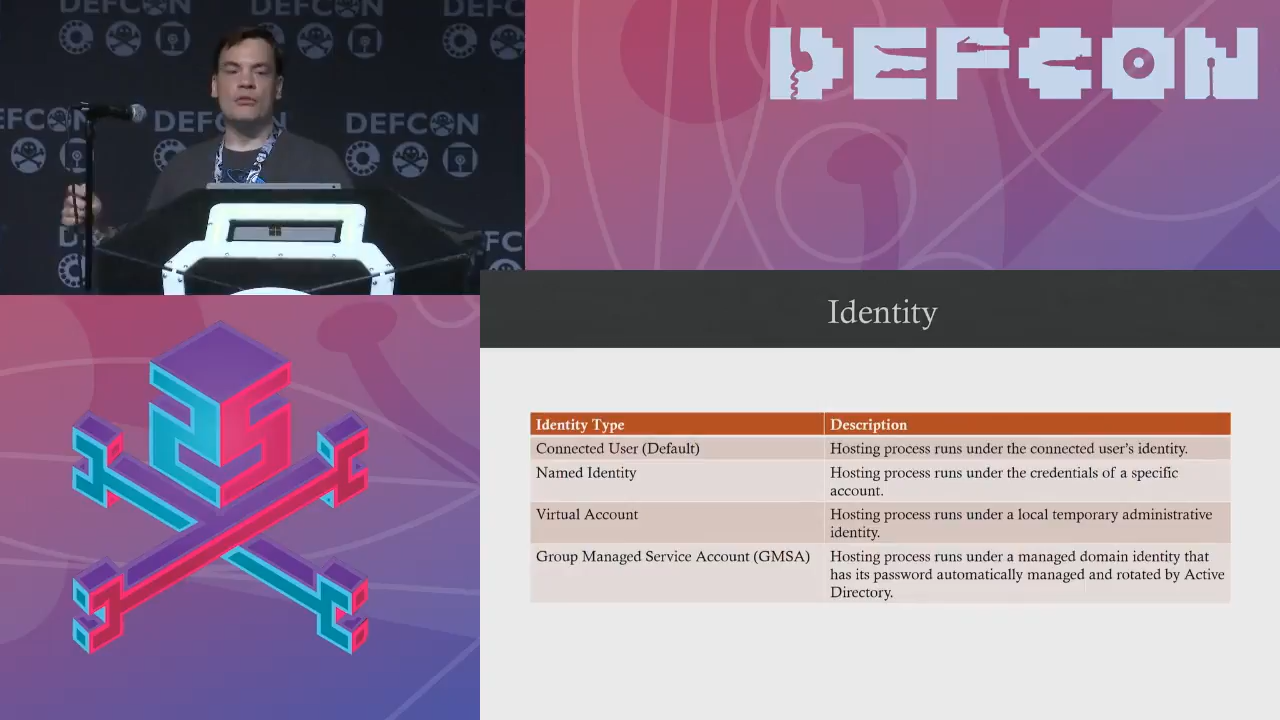 DEFCON
DEFCON
DEFCON
DEFCON
DEFCON
DEFCON
DEFCON
Identity
Identity Type Description
Connected User (Default) Hosting process runs under the connected user's identity.
Named Identity Hosting process runs under the credentials of a specific
account.
Virtual Account Hosting process runs under a local temporary administrative
identity.
Group Managed Service Account (GMSA) Hosting process runs under a managed domain identity that
has its password automatically managed and rotated by Active
Directory.